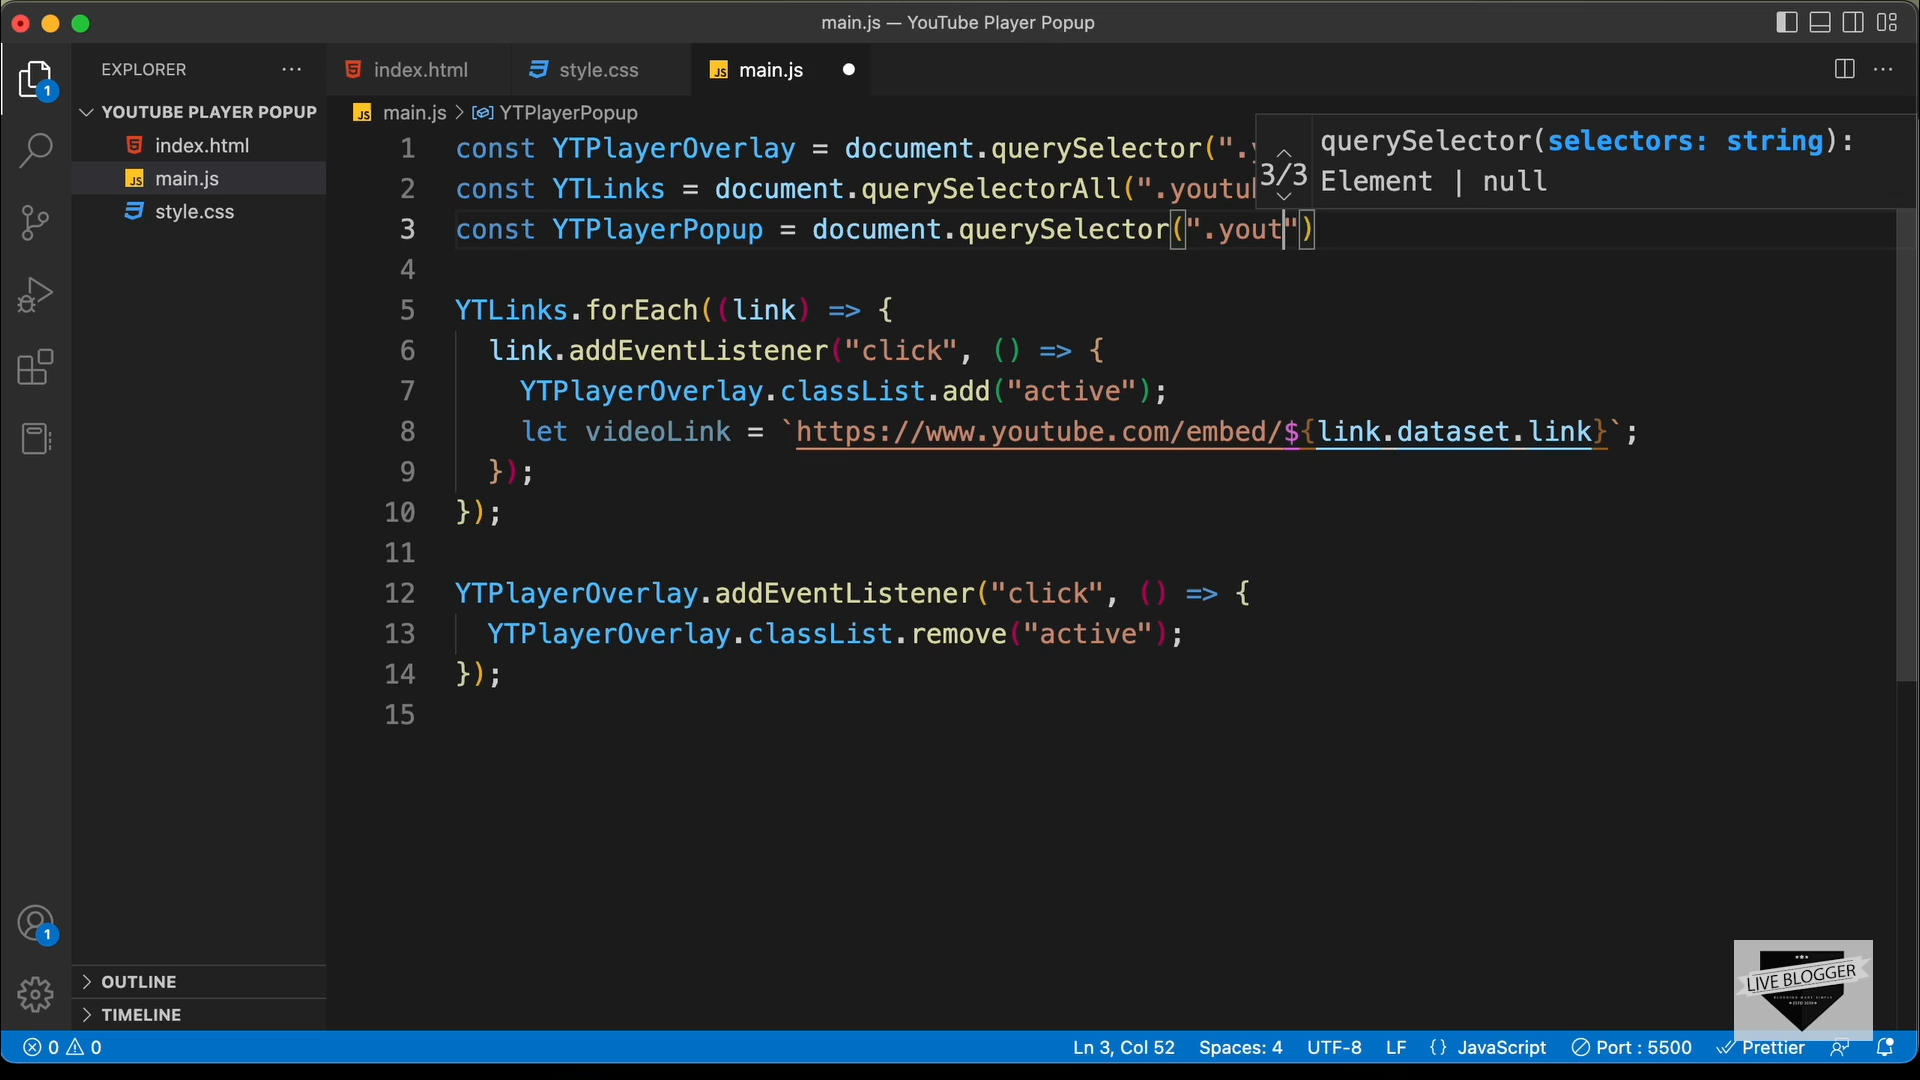 main.js — YouTube Player Popup
EXPLORER
index.html
style.css
main.js
YOUTUBE PLAYER POPUP
index.html
main.js
style.css
main.js > YTPlayerPopup
1 const YTPlayerOverlay = document.querySelector(".
2 const YTLinks = document.querySelectorAll(".youtu
3 const YTPlayerPopup = document.querySelector(".yout")
4
5 YTLinks.forEach((link) => {
6 link.addEventListener("click", () => {
7 YTPlayerOverlay.classList.add("active");
8 let videoLink = `https://www.youtube.com/embed/${link.dataset.link}`;
9 });
10 });
11
12 YTPlayerOverlay.addEventListener("click", () => {
13 YTPlayerOverlay.classList.remove("active");
14 });
15
3/3
querySelector(selectors: string):
Element | null
1
1
OUTLINE
TIMELINE
LIVE BLOGGER
0 0
Ln 3, Col 52 Spaces: 4 UTF-8 LF {} JavaScript Port : 5500 Prettier